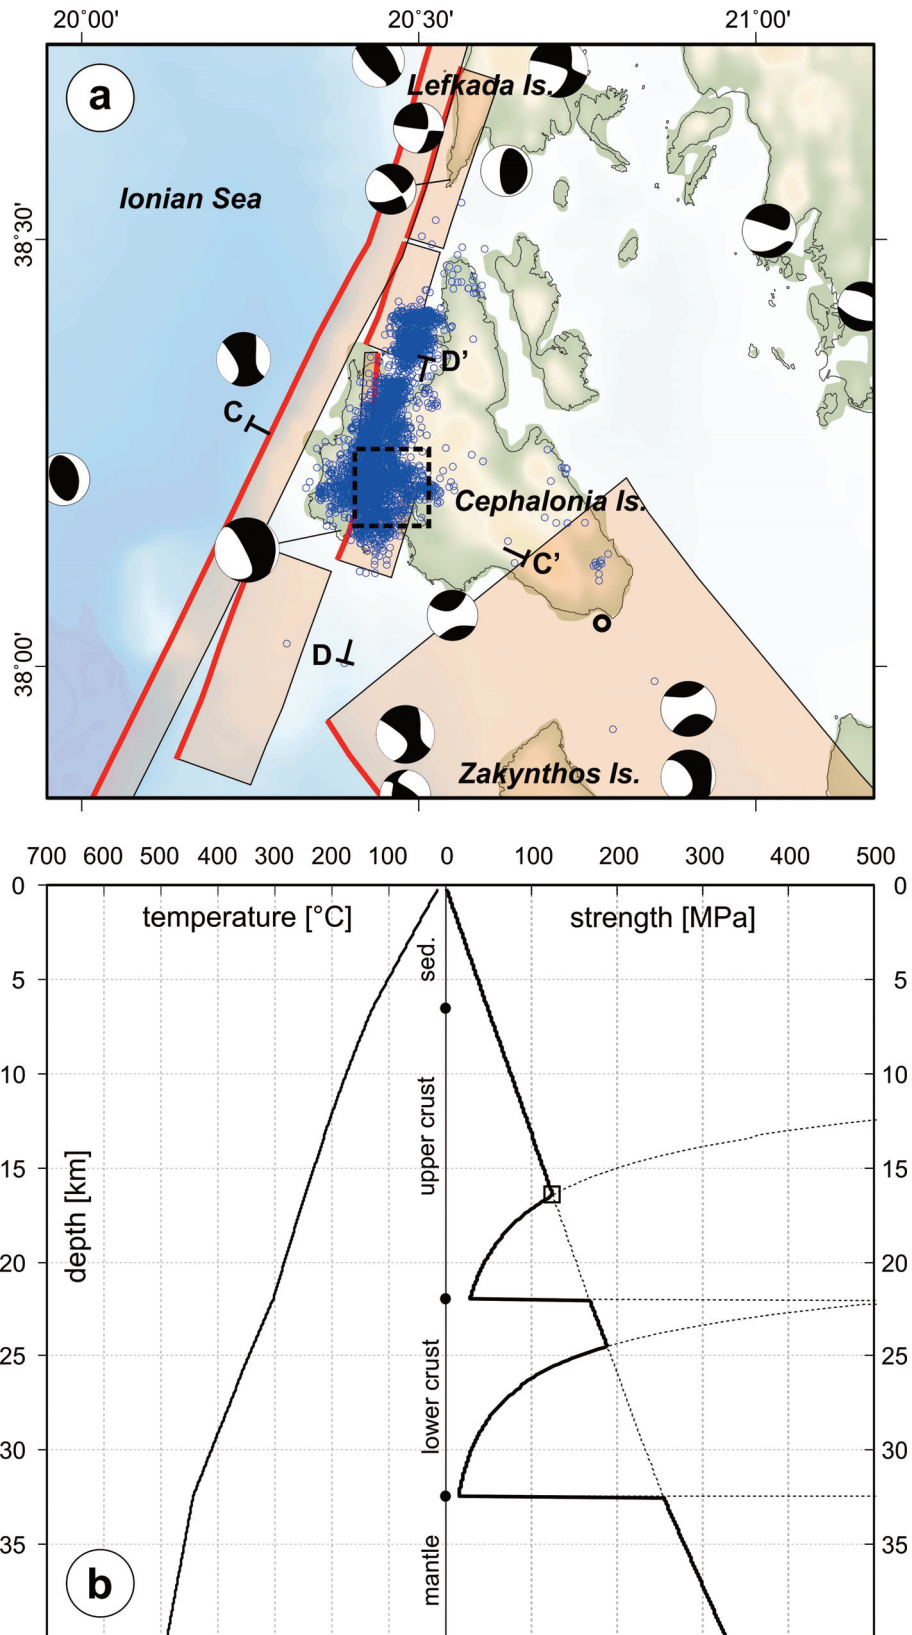 20°00' 20°30' 21°00'
a
Lefkada Is.
Ionian Sea
38°30'
D'
C
Cephalonia Is.
C'
D
38°00'
Zakynthos Is.
700 600 500 400 300 200 100 0 100 200 300 400 500
0 0
temperature [°C] strength [MPa]
sed.
5 5
10 10
upper crust
15 15
depth [km]
20 20
25 25
lower crust
30 30
35 35
mantle
b